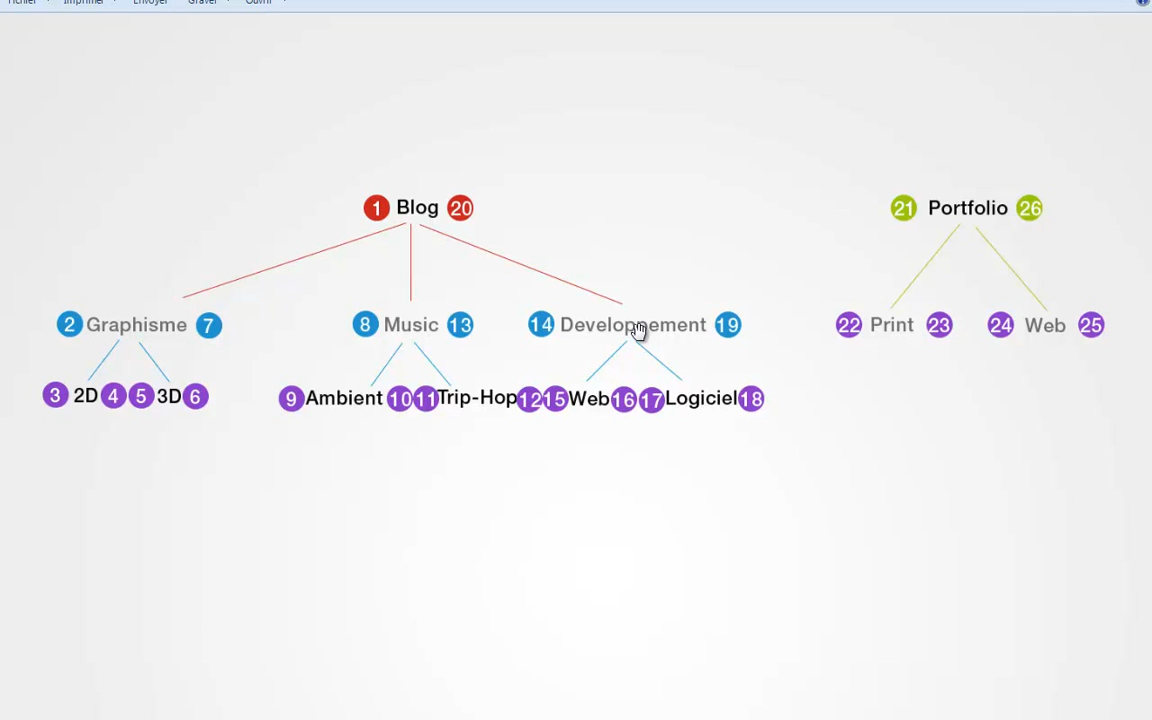 Fichier Imprimer Envoyer Graver Ouvrir
1 Blog 20 21 Portfolio 26
2 Graphisme 7 8 Music 13 14 Developpement 19 22 Print 23 24 Web 25
3 2D 4 5 3D 6 9 Ambient 10 11 Trip-Hop 12 15 Web 16 17 Logiciel 18